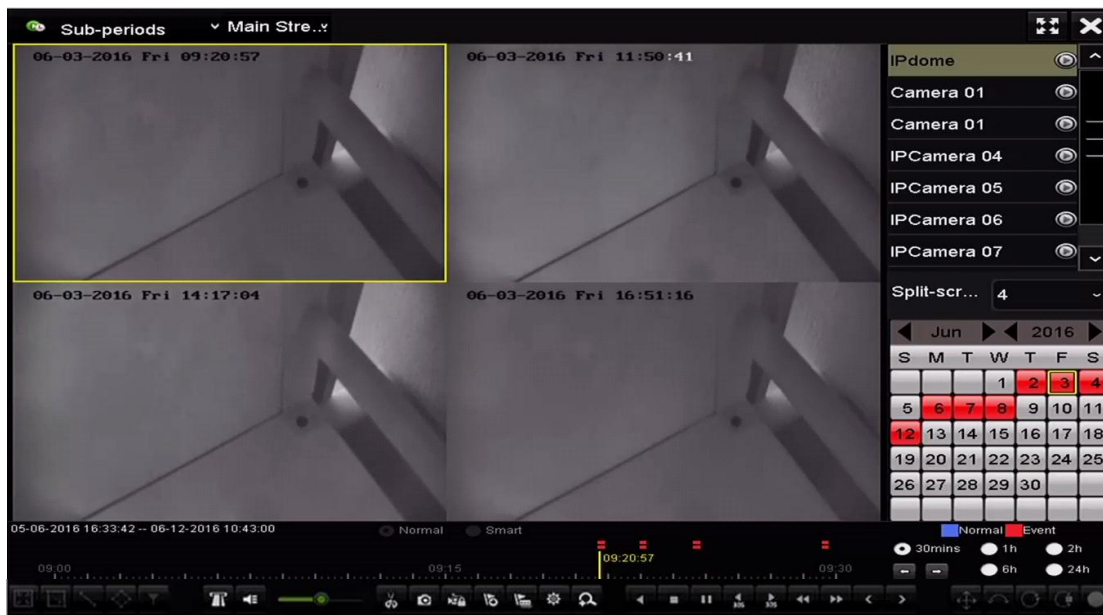 Sub-periods
Main Stre...
06-03-2016 Fri 09:20:57
06-03-2016 Fri 11:50:41
06-03-2016 Fri 14:17:04
06-03-2016 Fri 16:51:16
IPdome
Camera 01
Camera 01
IPCamera 04
IPCamera 05
IPCamera 06
IPCamera 07
Split-scr... 4
Jun 2016
S M T W T F S
1 2 3 4
5 6 7 8 9 10 11
12 13 14 15 16 17 18
19 20 21 22 23 24 25
26 27 28 29 30
Normal Event
30mins 1h 2h
6h 24h
05-06-2016 16:33:42 -- 06-12-2016 10:43:00
Normal Smart
09:20:57
09:00 09:15 09:30
30S 30S